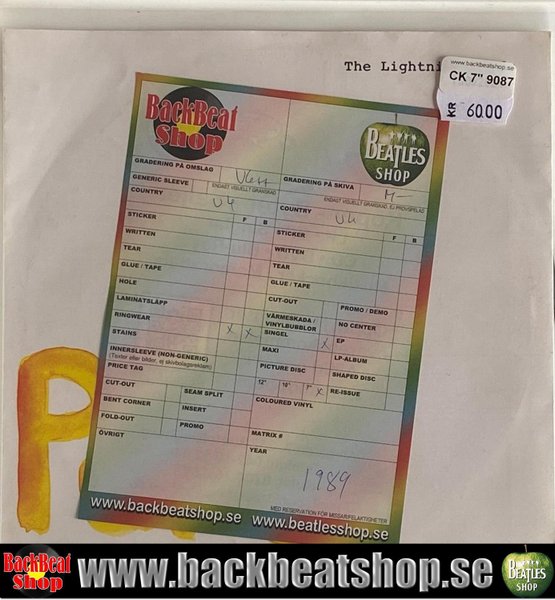 The Lightni
www.backbeatshop.se
CK 7" 9087
KR 60.00
BackBeat
Shop
BEATLES
SHOP
GRADERING PÅ OMSLAG
GENERIC SLEEVE
ENDAST VISUELLT GRANSKAD
COUNTRY
UK
STICKER F B
WRITTEN
TEAR
GLUE / TAPE
HOLE
LAMINATSLÄPP
RINGWEAR
STAINS X X
INNERSLEEVE (NON-GENERIC)
(Texter eller bilder, ej skivbolagsreklam)
PRICE TAG
CUT-OUT
SEAM SPLIT
BENT CORNER
INSERT
FOLD-OUT
PROMO
ÖVRIGT
GRADERING PÅ SKIVA
M-
ENDAST VISUELLT GRANSKAD, EJ PROVSPELAD
COUNTRY
UK
STICKER F B
WRITTEN
TEAR
GLUE / TAPE
CUT-OUT
PROMO / DEMO
VÄRMESKADA /
VINYLBUBBLOR
NO CENTER
SINGEL X
EP
MAXI
LP-ALBUM
PICTURE DISC
SHAPED DISC
12" 10" 7" X
RE-ISSUE
COLOURED VINYL
MATRIX #
YEAR
1989
MED RESERVATION FÖR MISSAR/FELAKTIGHETER
www.backbeatshop.se
www.beatlesshop.se
BackBeat
Shop
www.backbeatshop.se
BEATLES
SHOP